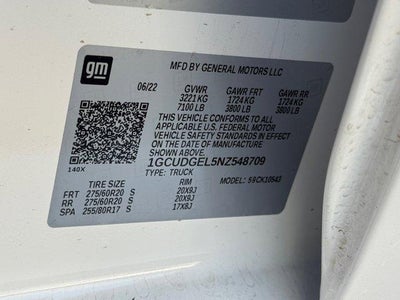 gm
MFD BY GENERAL MOTORS LLC
06/22 GVWR GAWR FRT GAWR RR
3221 KG 1724 KG 1724 KG
7100 LB 3800 LB 3800 LB
THIS VEHICLE CONFORMS TO ALL
APPLICABLE U.S. FEDERAL MOTOR
VEHICLE SAFETY STANDARDS IN EFFECT
ON THE DATE OF MANUFACTURE SHOWN ABOVE.
1GCUDGEL5NZ548709
140X TYPE: TRUCK
TIRE SIZE RIM MODEL: 59CK10543
FRT 275/60R20 S 20X9J
RR 275/60R20 S 20X9J
SPA 255/80R17 S 17X8J